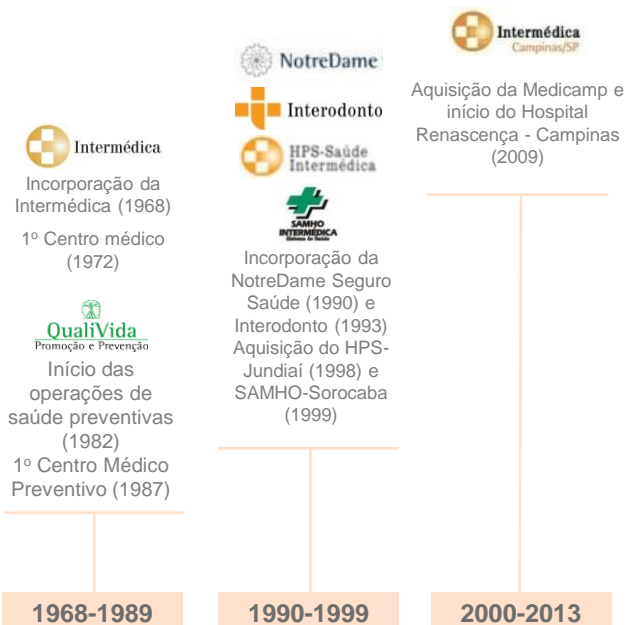 Intermédica
Incorporação da
Intermédica (1968)
1º Centro médico
(1972)
QualiVida
Promoção e Prevenção
Início das
operações de
saúde preventivas
(1982)
1º Centro Médico
Preventivo (1987)
1968-1989
NotreDame
Interodonto
HPS-Saúde
Intermédica
SAMHO
INTERMÉDICA
Sistema de Saúde
Incorporação da
NotreDame Seguro
Saúde (1990) e
Interodonto (1993)
Aquisição do HPS-
Jundiaí (1998) e
SAMHO-Sorocaba
(1999)
1990-1999
Intermédica
Campinas/SP
Aquisição da Medicamp e
início do Hospital
Renascença - Campinas
(2009)
2000-2013